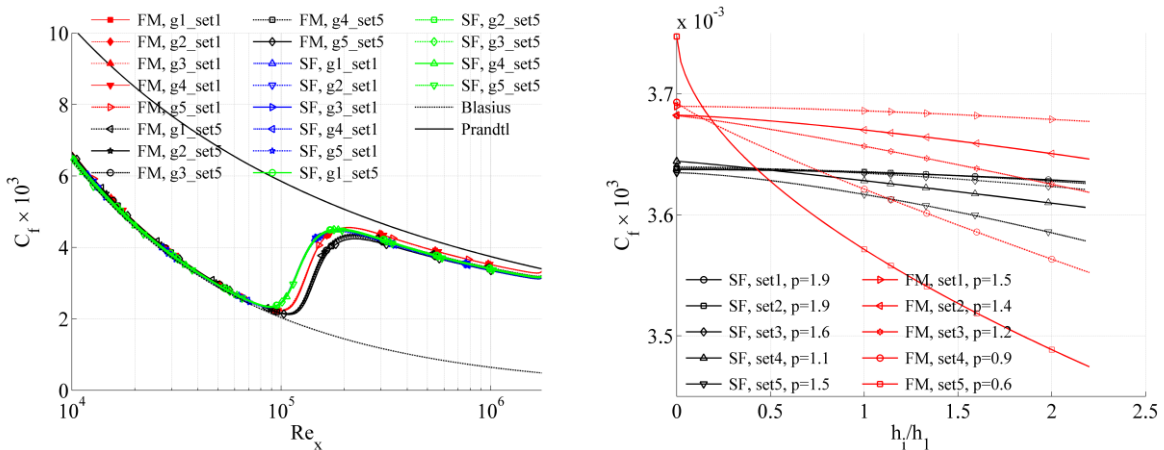 FM, g1_set1
FM, g2_set1
FM, g3_set1
FM, g4_set1
FM, g5_set1
FM, g1_set5
FM, g2_set5
FM, g3_set5
FM, g4_set5
FM, g5_set5
SF, g1_set1
SF, g2_set1
SF, g3_set1
SF, g4_set1
SF, g5_set1
SF, g1_set5
SF, g2_set5
SF, g3_set5
SF, g4_set5
SF, g5_set5
Blasius
Prandtl
10
8
6
4
2
0
C_f × 10^3
10^4
10^5
10^6
Re_x
x 10^-3
3.7
3.6
3.5
C_f × 10^3
SF, set1, p=1.9
SF, set2, p=1.9
SF, set3, p=1.6
SF, set4, p=1.1
SF, set5, p=1.5
FM, set1, p=1.5
FM, set2, p=1.4
FM, set3, p=1.2
FM, set4, p=0.9
FM, set5, p=0.6
0
0.5
1
1.5
2
2.5
h_i/h_1